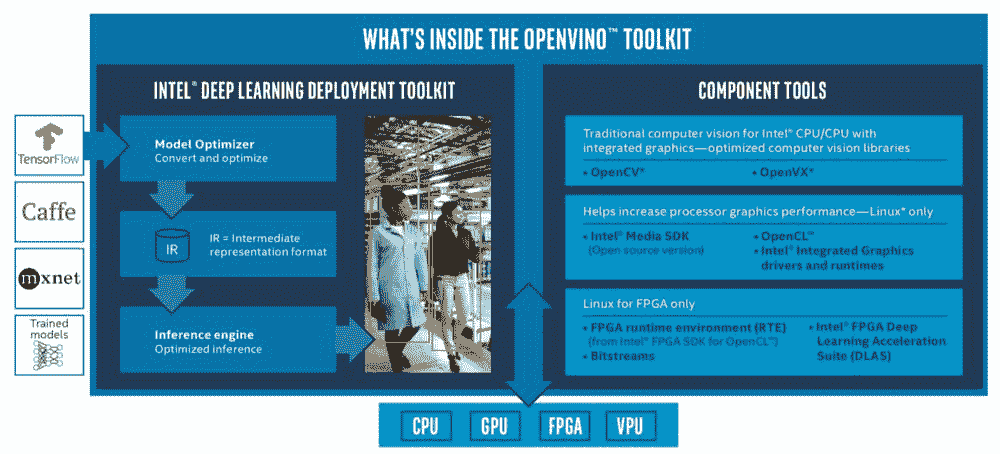 WHAT'S INSIDE THE OPENVINO™ TOOLKIT
INTEL® DEEP LEARNING DEPLOYMENT TOOLKIT
TensorFlow
Caffe
mxnet
Trained
models
Model Optimizer
Convert and optimize
IR
IR = Intermediate
representation format
Inference engine
Optimized inference
COMPONENT TOOLS
Traditional computer vision for Intel® CPU/CPU with
integrated graphics—optimized computer vision libraries
• OpenCV*
• OpenVX*
Helps increase processor graphics performance—Linux* only
• Intel® Media SDK
(Open source version)
• OpenCL™
• Intel® Integrated Graphics
drivers and runtimes
Linux for FPGA only
• FPGA runtime environment (RTE)
(from Intel® FPGA SDK for OpenCL™)
• Bitstreams
• Intel® FPGA Deep
Learning Acceleration
Suite (DLAS)
CPU
GPU
FPGA
VPU